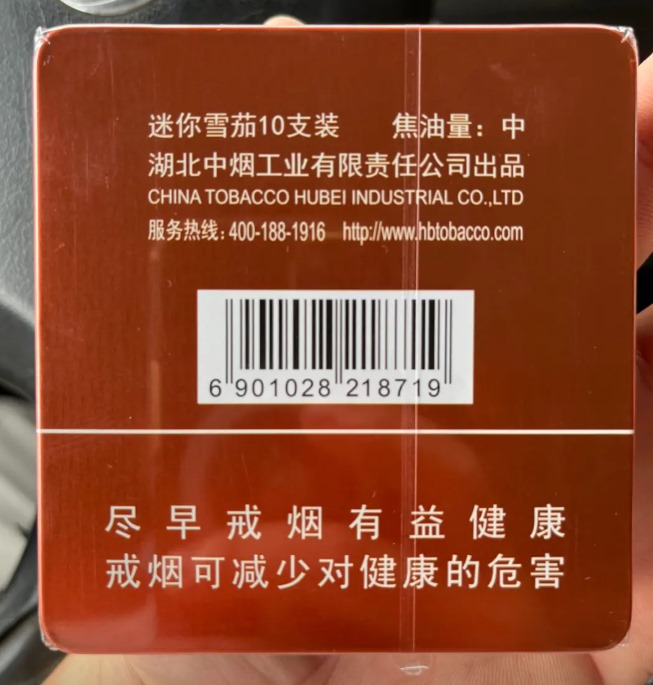 迷你雪茄10支装 焦油量：中
湖北中烟工业有限责任公司出品
CHINA TOBACCO HUBEI INDUSTRIAL CO.,LTD
服务热线：400-188-1916 http://www.hbtobacco.com
6 901028 218719
尽早戒烟有益健康
戒烟可减少对健康的危害